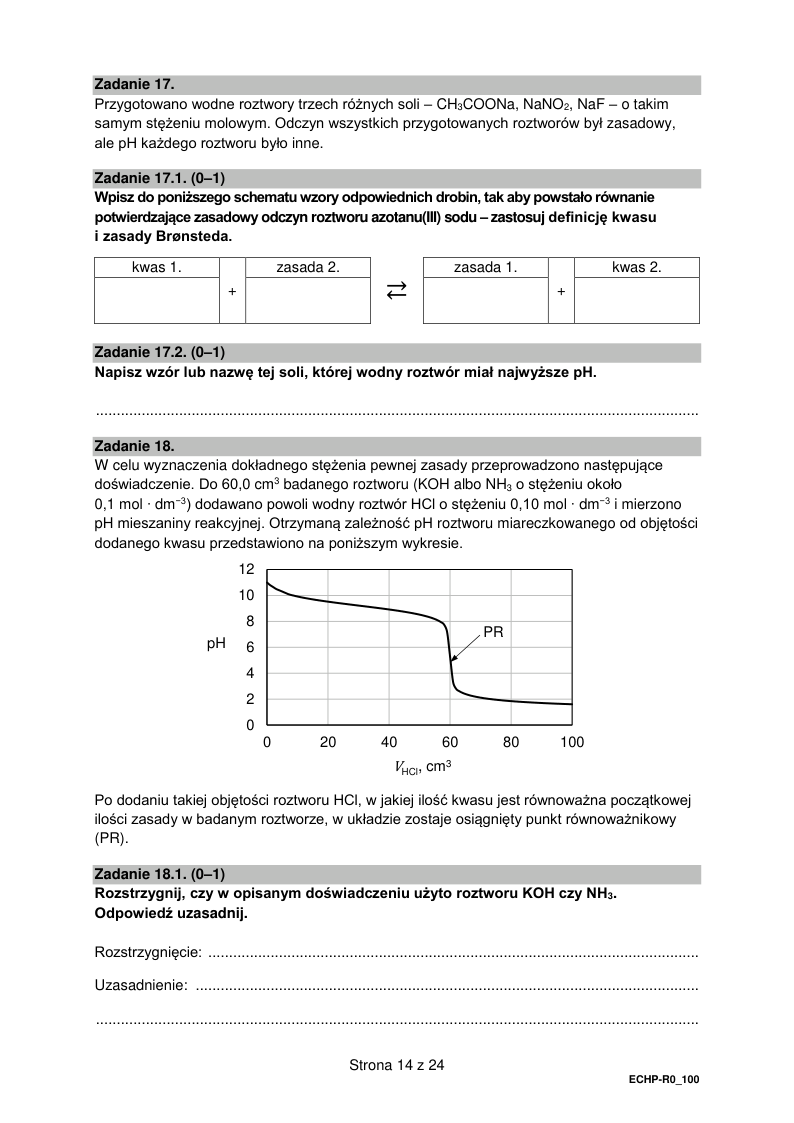 Zadanie 17.
Przygotowano wodne roztwory trzech różnych soli – CH₃COONa, NaNO₂, NaF – o takim
samym stężeniu molowym. Odczyn wszystkich przygotowanych roztworów był zasadowy,
ale pH każdego roztworu było inne.
Zadanie 17.1. (0–1)
Wpisz do poniższego schematu wzory odpowiednich drobin, tak aby powstało równanie
potwierdzające zasadowy odczyn roztworu azotanu(III) sodu – zastosuj definicję kwasu
i zasady Brønsteda.
kwas 1. zasada 2. zasada 1. kwas 2.
+ ⇄ +
Zadanie 17.2. (0–1)
Napisz wzór lub nazwę tej soli, której wodny roztwór miał najwyższe pH.
....................................................................................................
Zadanie 18.
W celu wyznaczenia dokładnego stężenia pewnej zasady przeprowadzono następujące
doświadczenie. Do 60,0 cm³ badanego roztworu (KOH albo NH₃ o stężeniu około
0,1 mol · dm⁻³) dodawano powoli wodny roztwór HCl o stężeniu 0,10 mol · dm⁻³ i mierzono
pH mieszaniny reakcyjnej. Otrzymaną zależność pH roztworu miareczkowanego od objętości
dodanego kwasu przedstawiono na poniższym wykresie.
12
10
8
PR
pH
6
4
2
0
0 20 40 60 80 100
V_HCl, cm³
Po dodaniu takiej objętości roztworu HCl, w jakiej ilość kwasu jest równoważna początkowej
ilości zasady w badanym roztworze, w układzie zostaje osiągnięty punkt równoważnikowy
(PR).
Zadanie 18.1. (0–1)
Rozstrzygnij, czy w opisanym doświadczeniu użyto roztworu KOH czy NH₃.
Odpowiedź uzasadnij.
Rozstrzygnięcie: ....................................................................................................
Uzasadnienie: ....................................................................................................
....................................................................................................
Strona 14 z 24
ECHP-R0_100